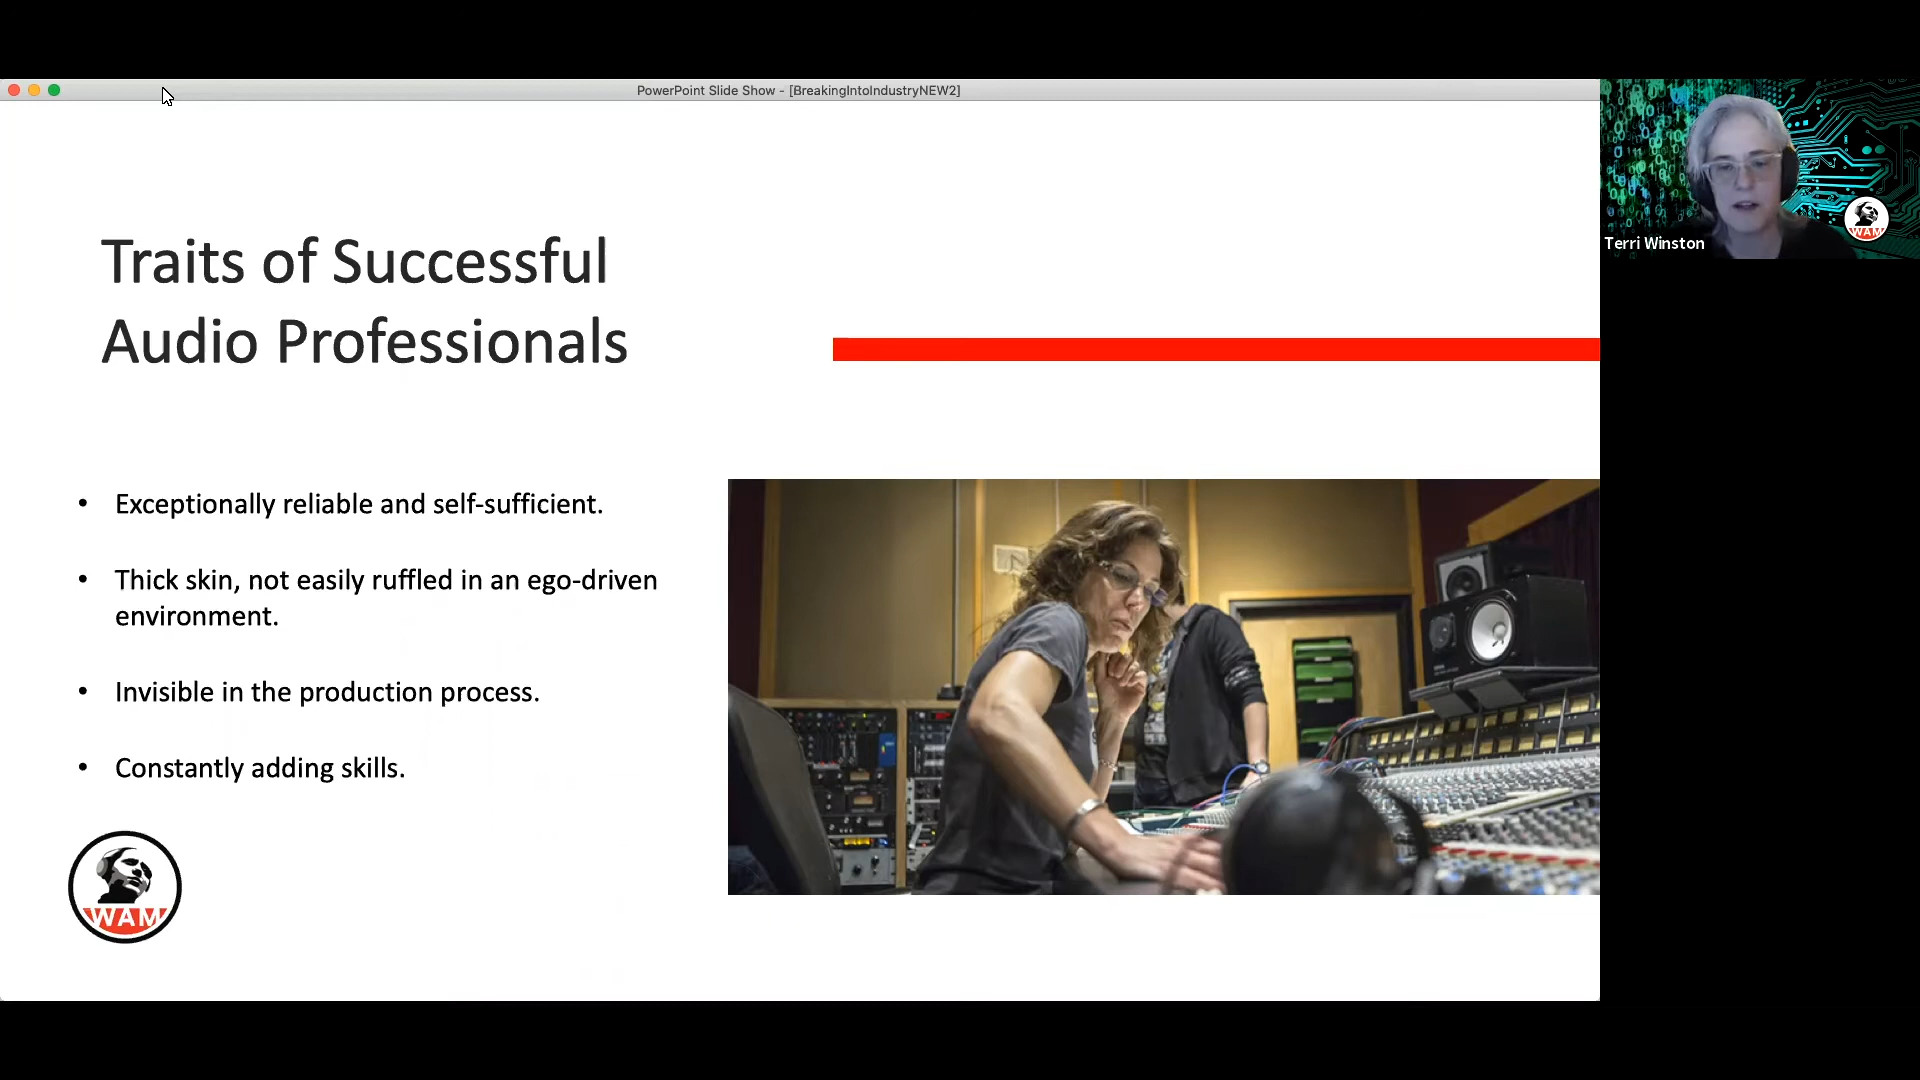 PowerPoint Slide Show - [BreakingIntoIndustryNEW2]
Traits of Successful
Audio Professionals
• Exceptionally reliable and self-sufficient.
• Thick skin, not easily ruffled in an ego-driven
environment.
• Invisible in the production process.
• Constantly adding skills.
WAM
Terri Winston
WAM